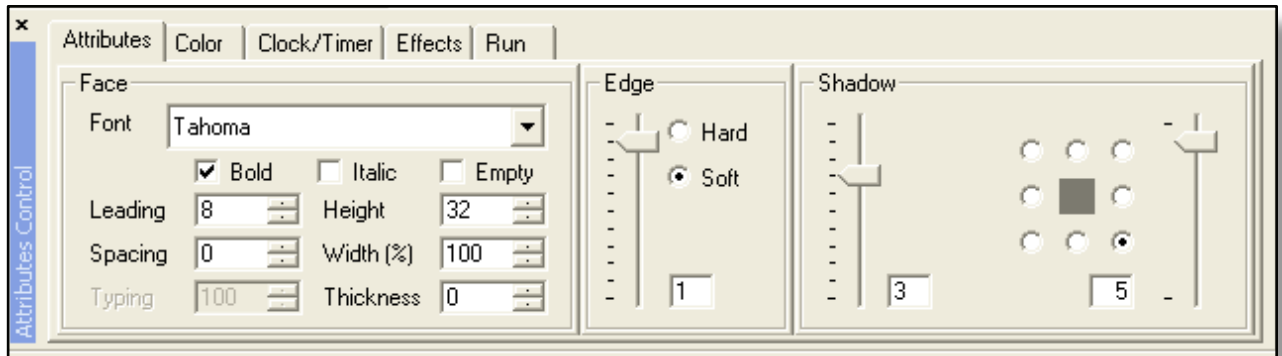 ×
Attributes Color Clock/Timer Effects Run
Face
Font Tahoma
Bold Italic Empty
Leading 8 Height 32
Spacing 0 Width (%) 100
Typing 100 Thickness 0
Edge
Hard
Soft
1
Shadow
3 5
Attributes Control